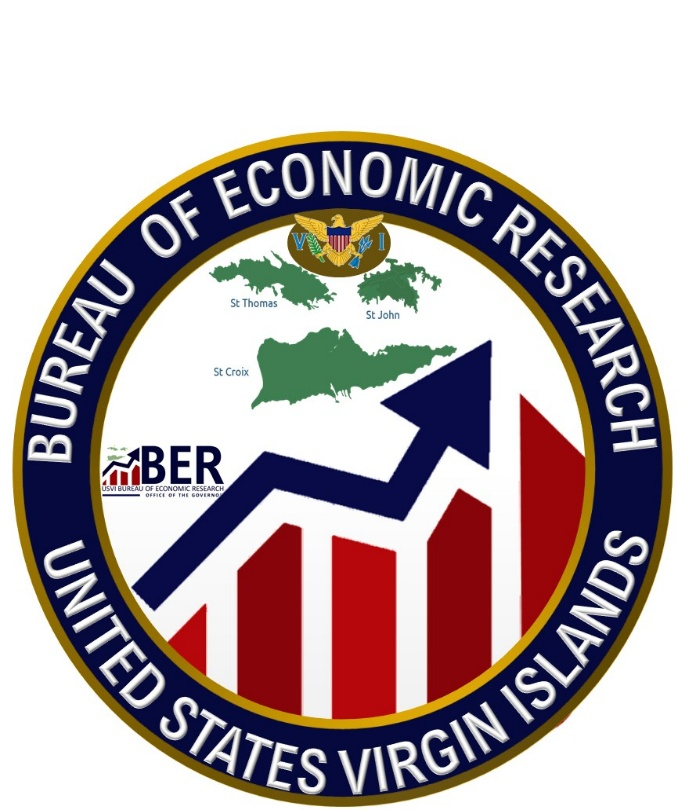 BUREAU OF ECONOMIC RESEARCH
V I
St Thomas
St John
St Croix
BER
USVI BUREAU OF ECONOMIC RESEARCH
OFFICE OF THE GOVERNOR
UNITED STATES VIRGIN ISLANDS